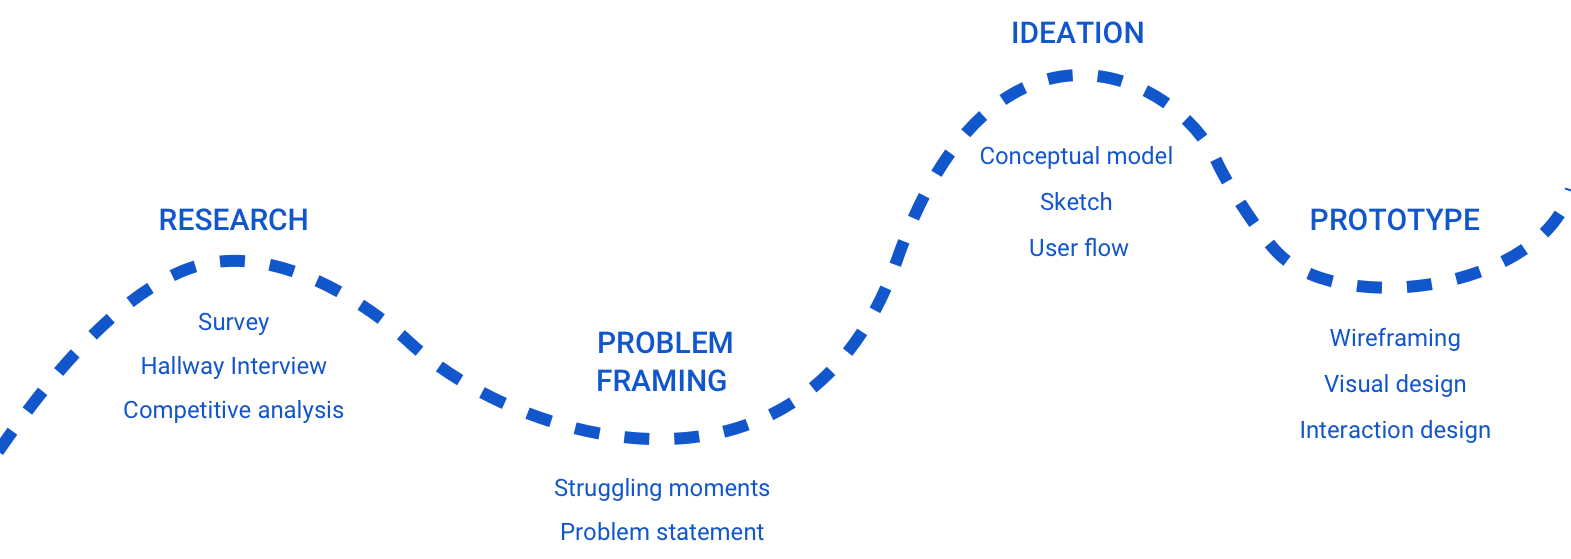 RESEARCH
Survey
Hallway Interview
Competitive analysis
PROBLEM
FRAMING
Struggling moments
Problem statement
IDEATION
Conceptual model
Sketch
User flow
PROTOTYPE
Wireframing
Visual design
Interaction design